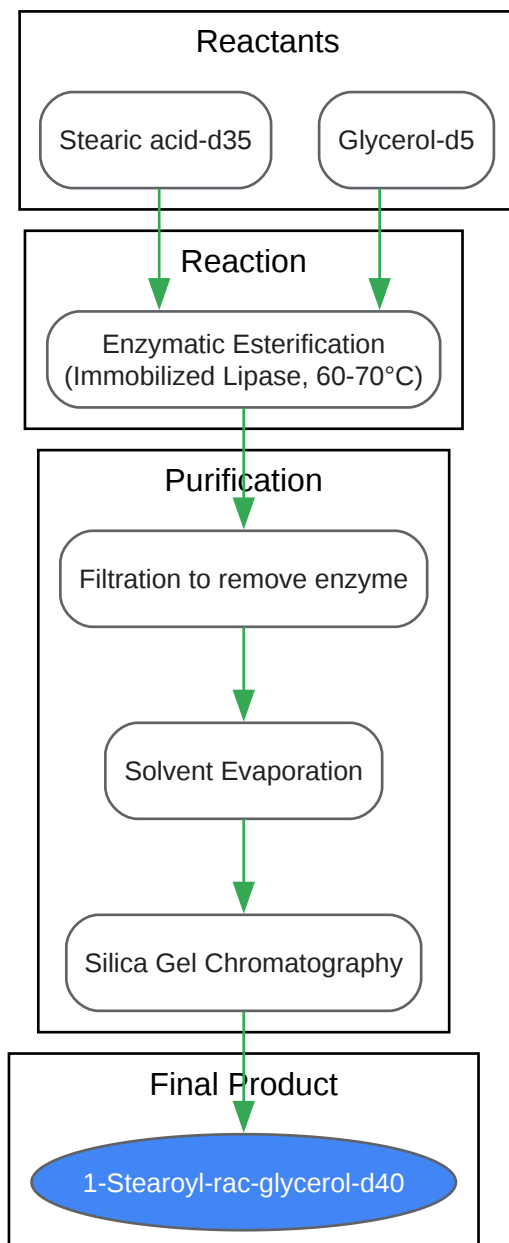 Reactants
Stearic acid-d35
Glycerol-d5
Reaction
Enzymatic Esterification
(Immobilized Lipase, 60-70°C)
Purification
Filtration to remove enzyme
Solvent Evaporation
Silica Gel Chromatography
Final Product
1-Stearoyl-rac-glycerol-d40